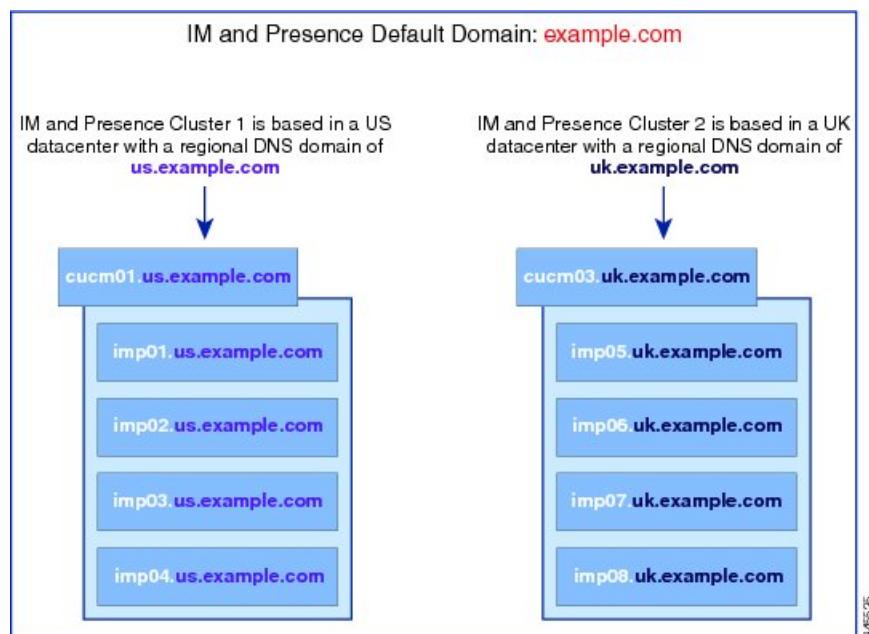 IM and Presence Default Domain: example.com
IM and Presence Cluster 1 is based in a US
datacenter with a regional DNS domain of
us.example.com
cucm01.us.example.com
imp01.us.example.com
imp02.us.example.com
imp03.us.example.com
imp04.us.example.com
IM and Presence Cluster 2 is based in a UK
datacenter with a regional DNS domain of
uk.example.com
cucm03.uk.example.com
imp05.uk.example.com
imp06.uk.example.com
imp07.uk.example.com
imp08.uk.example.com